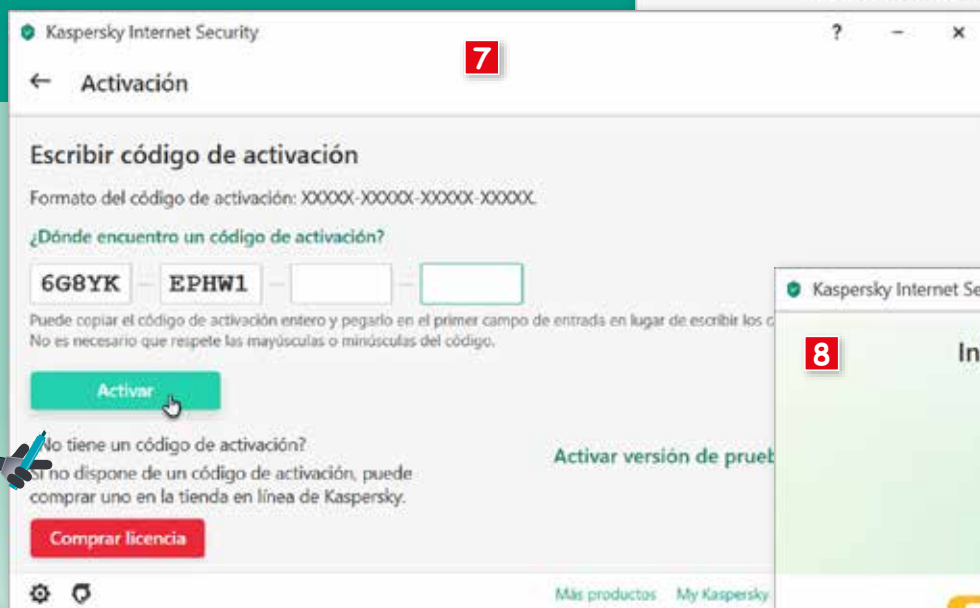 Kaspersky Internet Security
?
7
← Activación
Escribir código de activación
Formato del código de activación: XXXXX-XXXXX-XXXXX-XXXXX.
¿Dónde encuentro un código de activación?
6G8YK – EPHW1 – –
Puede copiar el código de activación entero y pegarlo en el primer campo de entrada en lugar de escribir los c
No es necesario que respete las mayúsculas o minúsculas del código.
Activar
No tiene un código de activación?
Si no dispone de un código de activación, puede
comprar uno en la tienda en línea de Kaspersky.
Comprar licencia
Activar versión de prueb
Más productos My Kaspersky
Kaspersky Internet Se
8
In